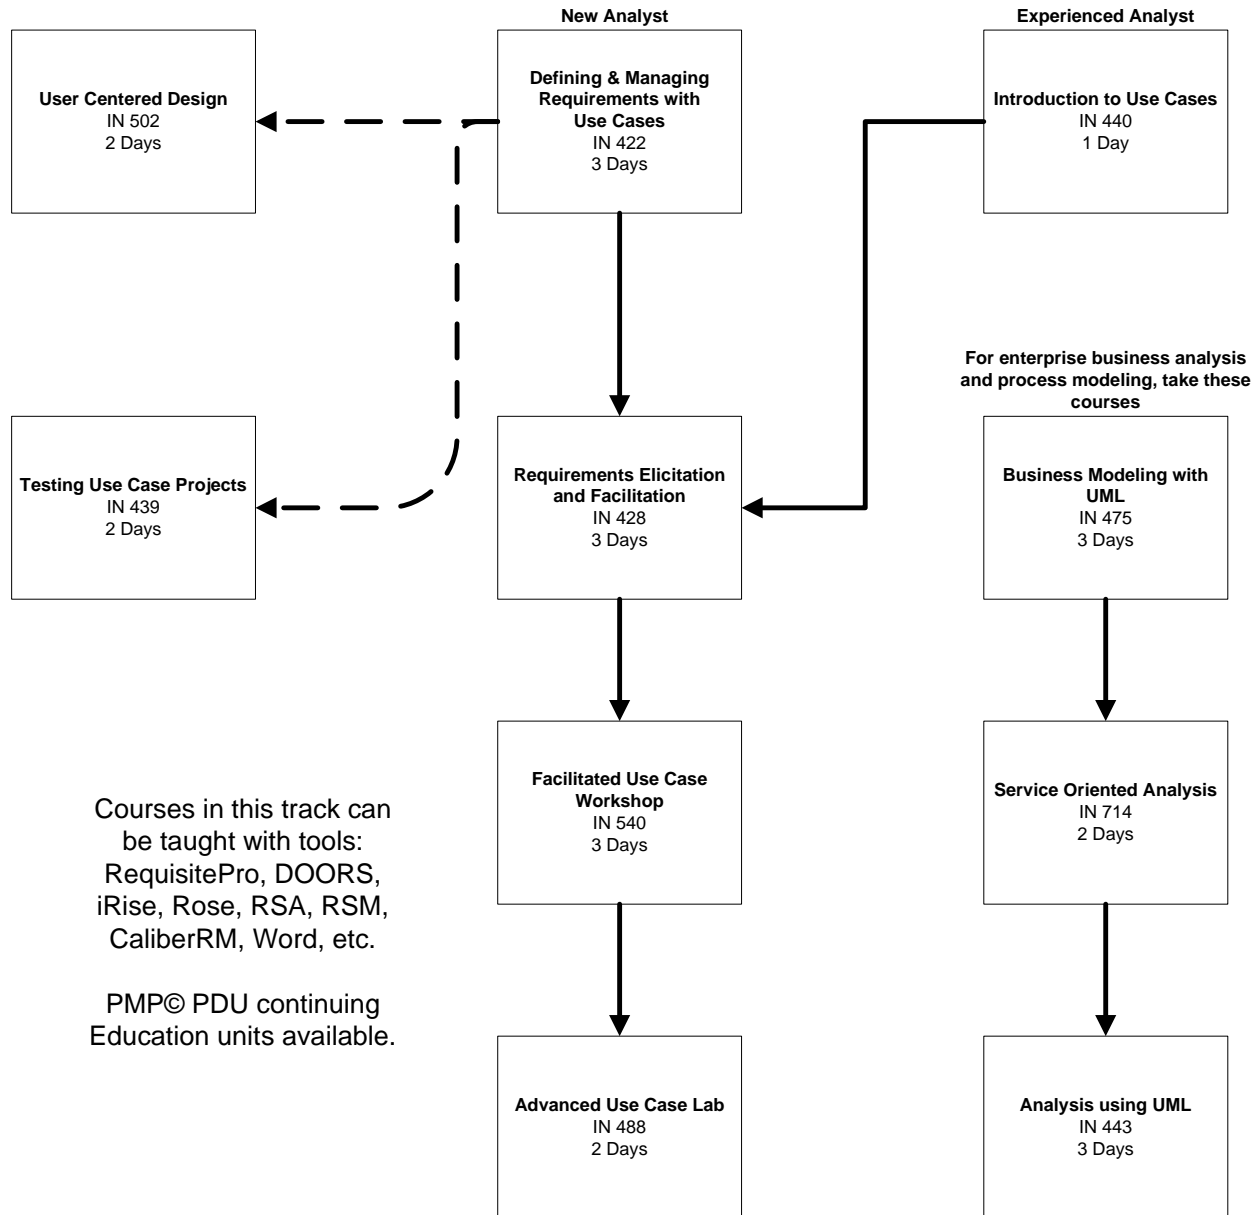 New Analyst
Experienced Analyst
User Centered Design
IN 502
2 Days
Defining & Managing
Requirements with
Use Cases
IN 422
3 Days
Introduction to Use Cases
IN 440
1 Day
For enterprise business analysis
and process modeling, take these
courses
Testing Use Case Projects
IN 439
2 Days
Requirements Elicitation
and Facilitation
IN 428
3 Days
Business Modeling with
UML
IN 475
3 Days
Facilitated Use Case
Workshop
IN 540
3 Days
Service Oriented Analysis
IN 714
2 Days
Courses in this track can
be taught with tools:
RequisitePro, DOORS,
iRise, Rose, RSA, RSM,
CaliberRM, Word, etc.
PMP© PDU continuing
Education units available.
Advanced Use Case Lab
IN 488
2 Days
Analysis using UML
IN 443
3 Days